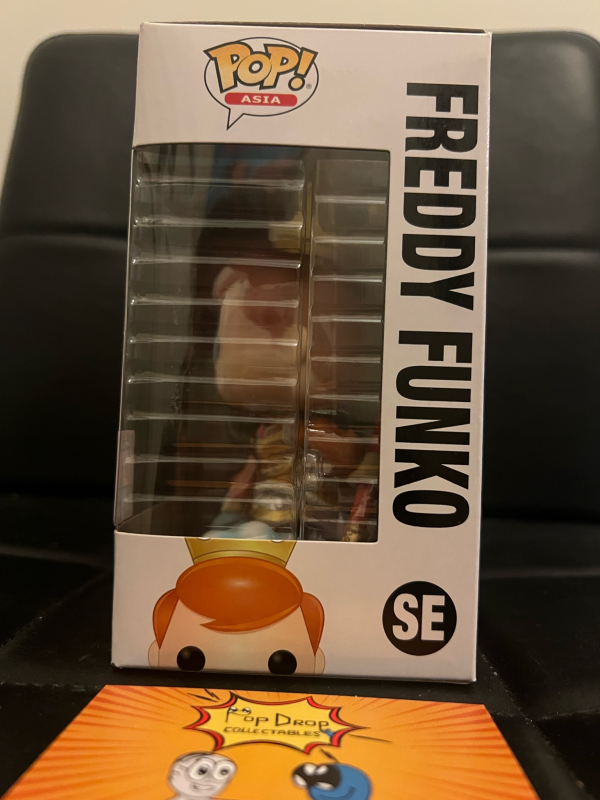 POP!
ASIA
FREDDY FUNKO
SE
Pop Drop
COLLECTABLES